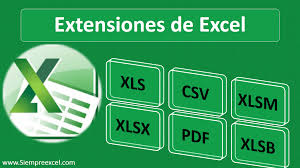 Extensiones de Excel
XLS
CSV
XLSM
XLSX
PDF
XLSB
www.Siempreexcel.com